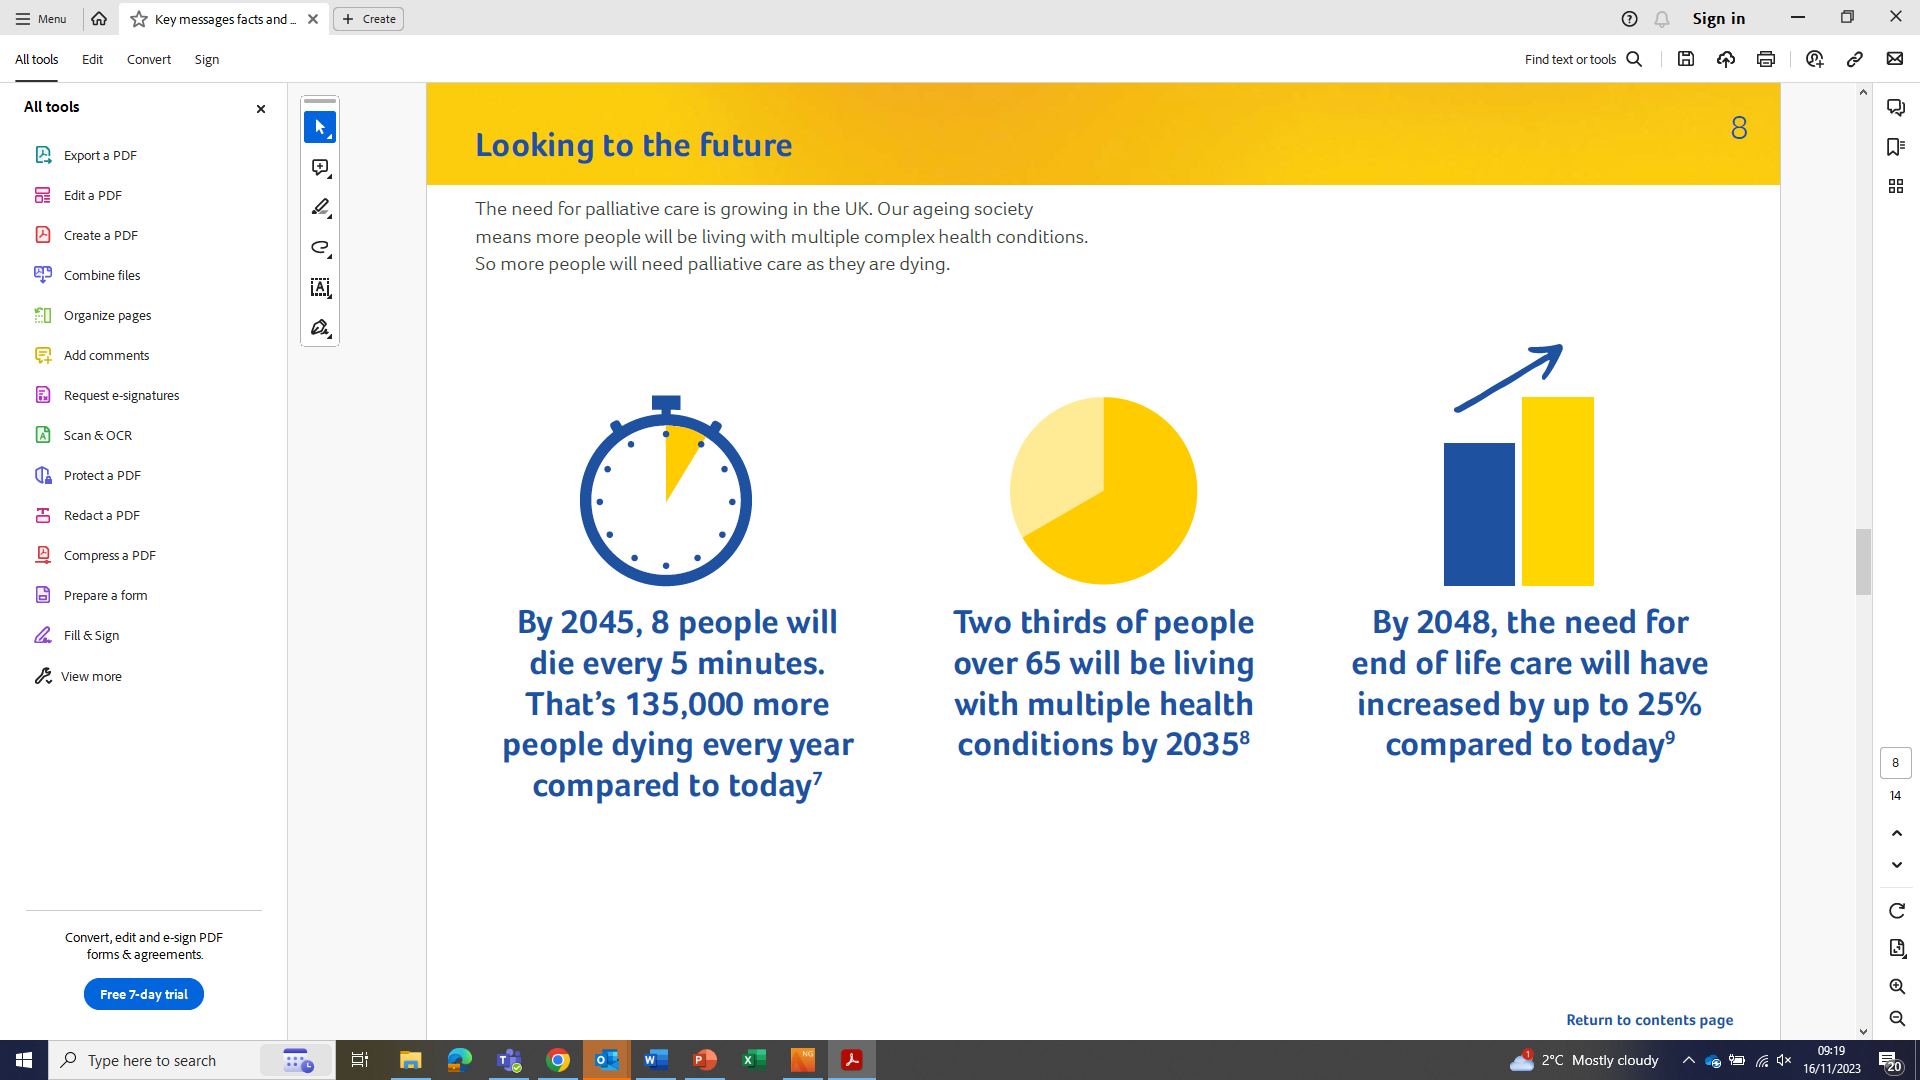 Menu
Key messages facts and ...
Create
Sign in
All tools
Edit
Convert
Sign
Find text or tools
All tools
Export a PDF
Edit a PDF
Create a PDF
Combine files
Organize pages
Add comments
Request e-signatures
Scan & OCR
Protect a PDF
Redact a PDF
Compress a PDF
Prepare a form
Fill & Sign
View more
Convert, edit and e-sign PDF
forms & agreements.
Free 7-day trial
Looking to the future
8
The need for palliative care is growing in the UK. Our ageing society
means more people will be living with multiple complex health conditions.
So more people will need palliative care as they are dying.
By 2045, 8 people will
die every 5 minutes.
That’s 135,000 more
people dying every year
compared to today⁷
Two thirds of people
over 65 will be living
with multiple health
conditions by 2035⁸
By 2048, the need for
end of life care will have
increased by up to 25%
compared to today⁹
Return to contents page
8
14
Type here to search
NG
1
2°C Mostly cloudy
09:19
16/11/2023
20